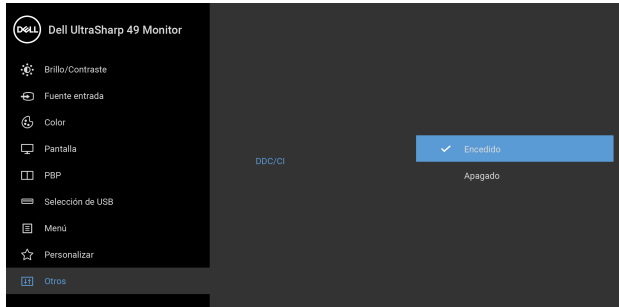 DELL Dell UltraSharp 49 Monitor
Brillo/Contraste
Fuente entrada
Color
Pantalla
PBP
Selección de USB
Menú
Personalizar
Otros
DDC/CI
Encedido
Apagado